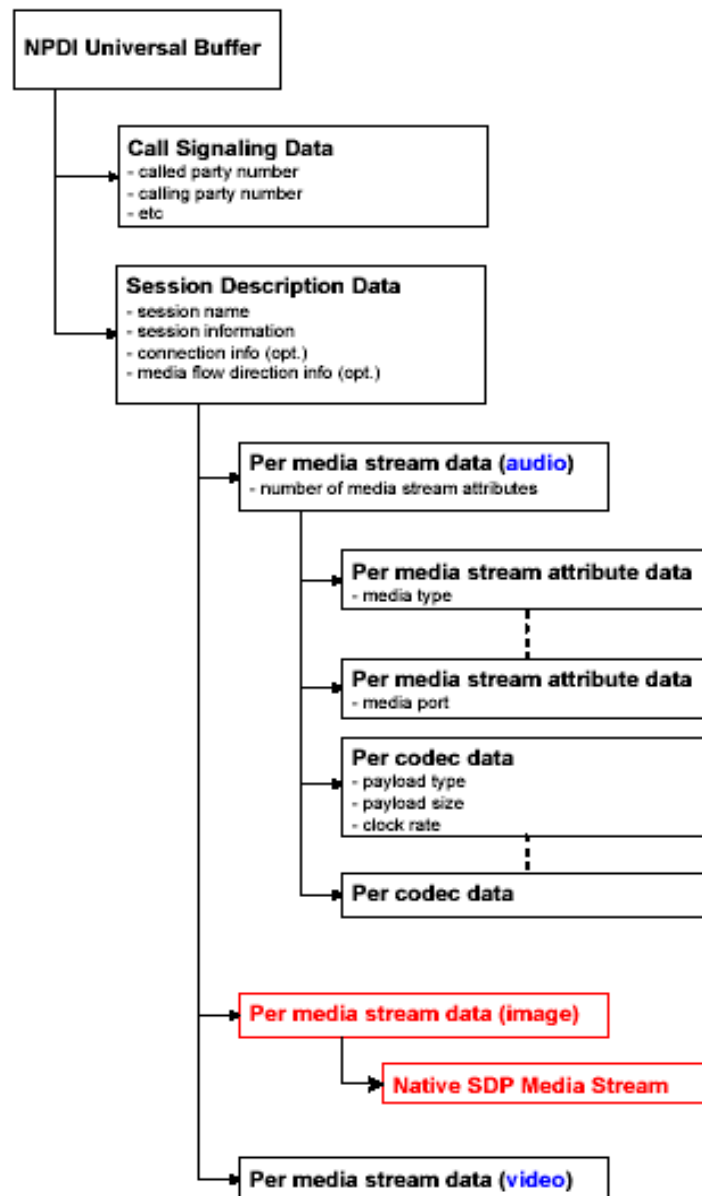 NPDI Universal Buffer
Call Signaling Data
- called party number
- calling party number
- etc
Session Description Data
- session name
- session information
- connection info (opt.)
- media flow direction info (opt.)
Per media stream data (audio)
- number of media stream attributes
Per media stream attribute data
- media type
Per media stream attribute data
- media port
Per codec data
- payload type
- payload size
- clock rate
Per codec data
Per media stream data (image)
Native SDP Media Stream
Per media stream data (video)